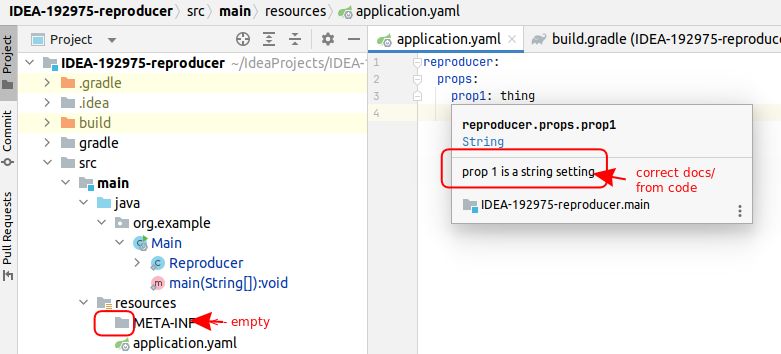 IDEA-192975-reproducer › src › main › resources › application.yaml
Project
Commit
Pull Requests
Project
IDEA-192975-reproducer ~/IdeaProjects/IDEA-
.gradle
.idea
build
gradle
src
main
java
org.example
Main
Reproducer
main(String[]):void
resources
META-INF <- empty
application.yaml
application.yaml
build.gradle (IDEA-192975-reproduce
1 reproducer:
2 props:
3 prop1: thing
4
reproducer.props.prop1
String
prop 1 is a string setting
correct docs/
from code
IDEA-192975-reproducer.main